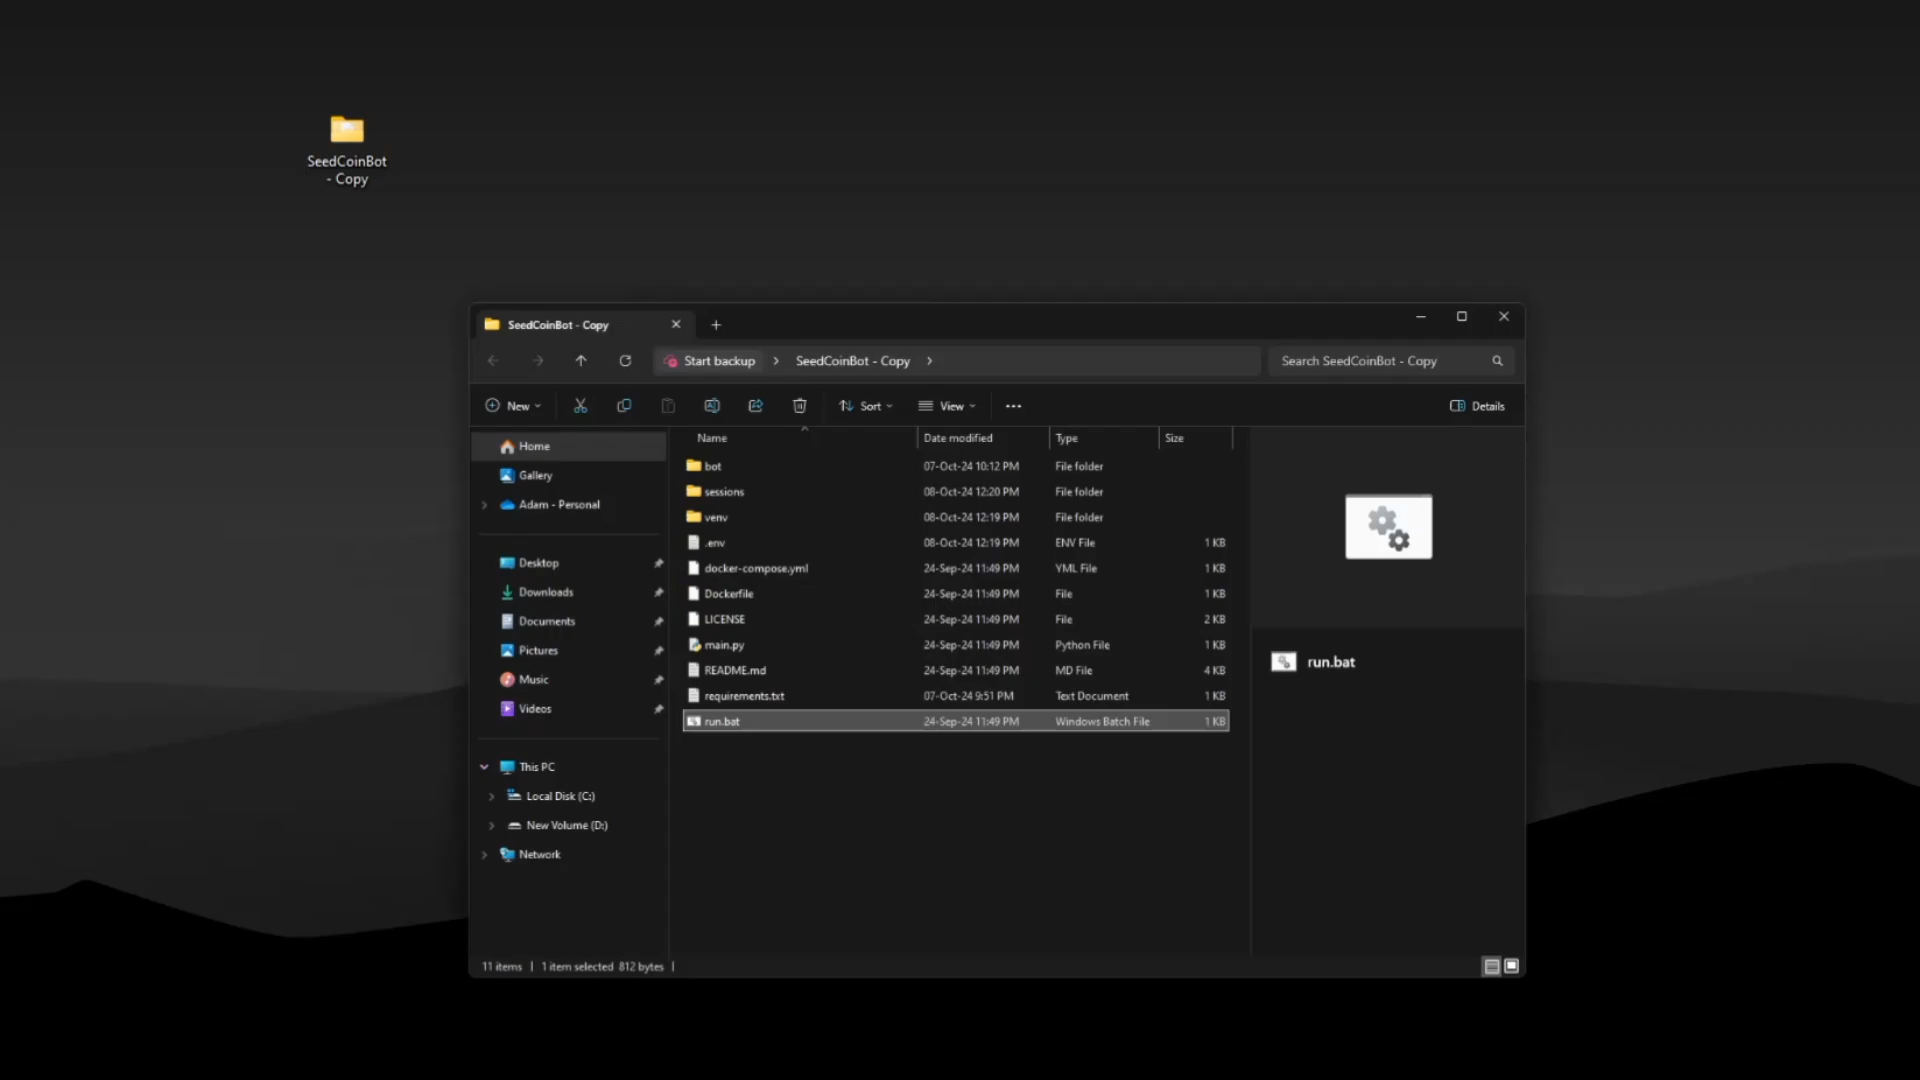 SeedCoinBot
- Copy
SeedCoinBot - Copy
Start backup > SeedCoinBot - Copy >
Search SeedCoinBot - Copy
New
Sort
View
Details
Home
Gallery
Adam - Personal
Desktop
Downloads
Documents
Pictures
Music
Videos
This PC
Local Disk (C:)
New Volume (D:)
Network
Name Date modified Type Size
bot 07-Oct-24 10:12 PM File folder
sessions 08-Oct-24 12:20 PM File folder
venv 08-Oct-24 12:19 PM File folder
.env 08-Oct-24 12:19 PM ENV File 1 KB
docker-compose.yml 24-Sep-24 11:49 PM YML File 1 KB
Dockerfile 24-Sep-24 11:49 PM File 1 KB
LICENSE 24-Sep-24 11:49 PM File 2 KB
main.py 24-Sep-24 11:49 PM Python File 1 KB
README.md 24-Sep-24 11:49 PM MD File 4 KB
requirements.txt 07-Oct-24 9:51 PM Text Document 1 KB
run.bat 24-Sep-24 11:49 PM Windows Batch File 1 KB
run.bat
11 items | 1 item selected 812 bytes |